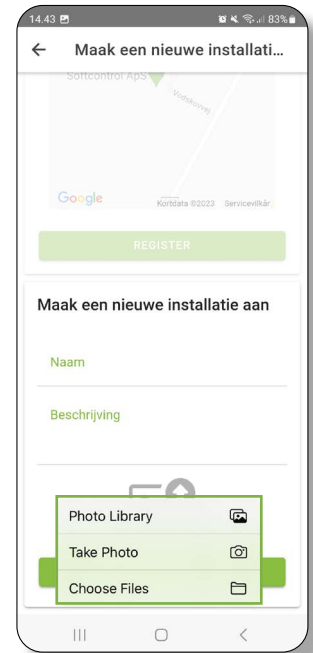 14.43
83%
Maak een nieuwe installati...
Softcontrol ApS
Vodskovvej
Google
Kortdata ©2023 Servicevilkår
REGISTER
Maak een nieuwe installatie aan
Naam
Beschrijving
Photo Library
Take Photo
Choose Files